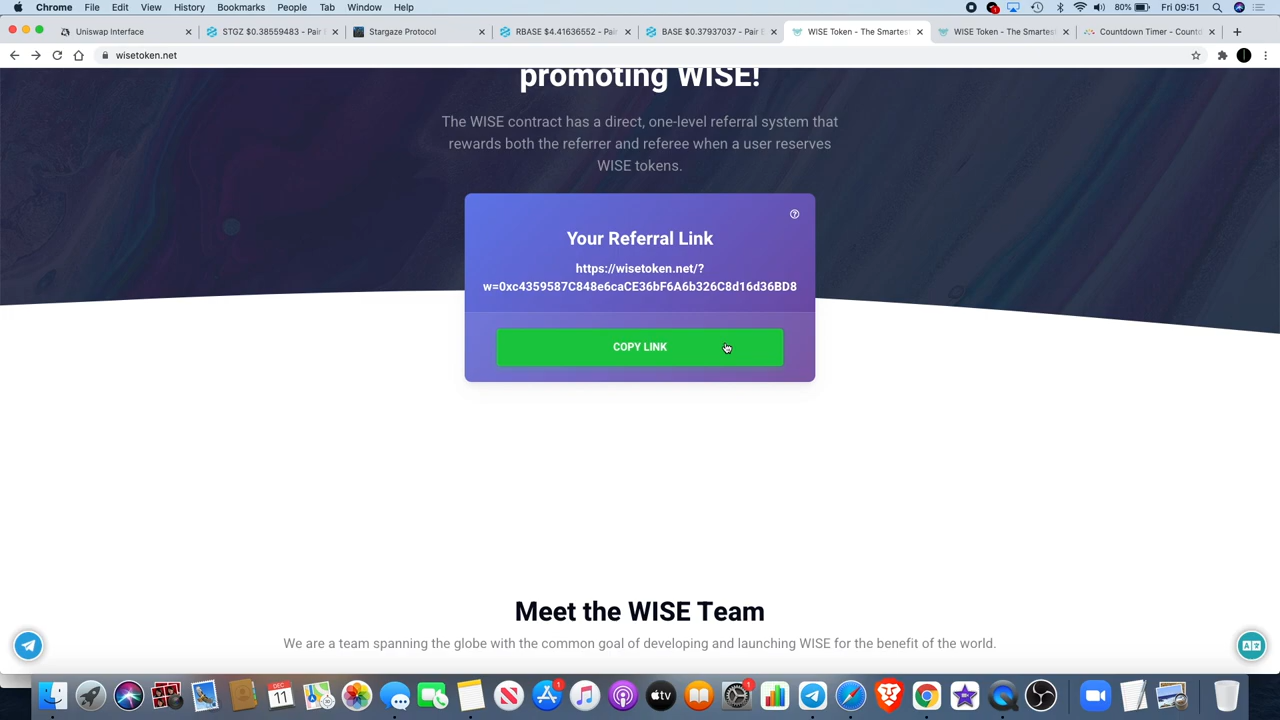 Chrome File Edit View History Bookmarks People Tab Window Help 80% Fri 09:51
Uniswap Interface STGZ $0.38559483 - Pair Stargaze Protocol RBASE $4.41636552 - Pai BASE $0.37937037 - Pair E WISE Token - The Smartes WISE Token - The Smartes Countdown Timer - Countd
wisetoken.net
promoting WISE!
The WISE contract has a direct, one-level referral system that
rewards both the referrer and referee when a user reserves
WISE tokens.
Your Referral Link
https://wisetoken.net/?
w=0xc4359587C848e6caCE36bF6A6b326C8d16d36BD8
COPY LINK
Meet the WISE Team
We are a team spanning the globe with the common goal of developing and launching WISE for the benefit of the world.
DEC
11
1
tv
1